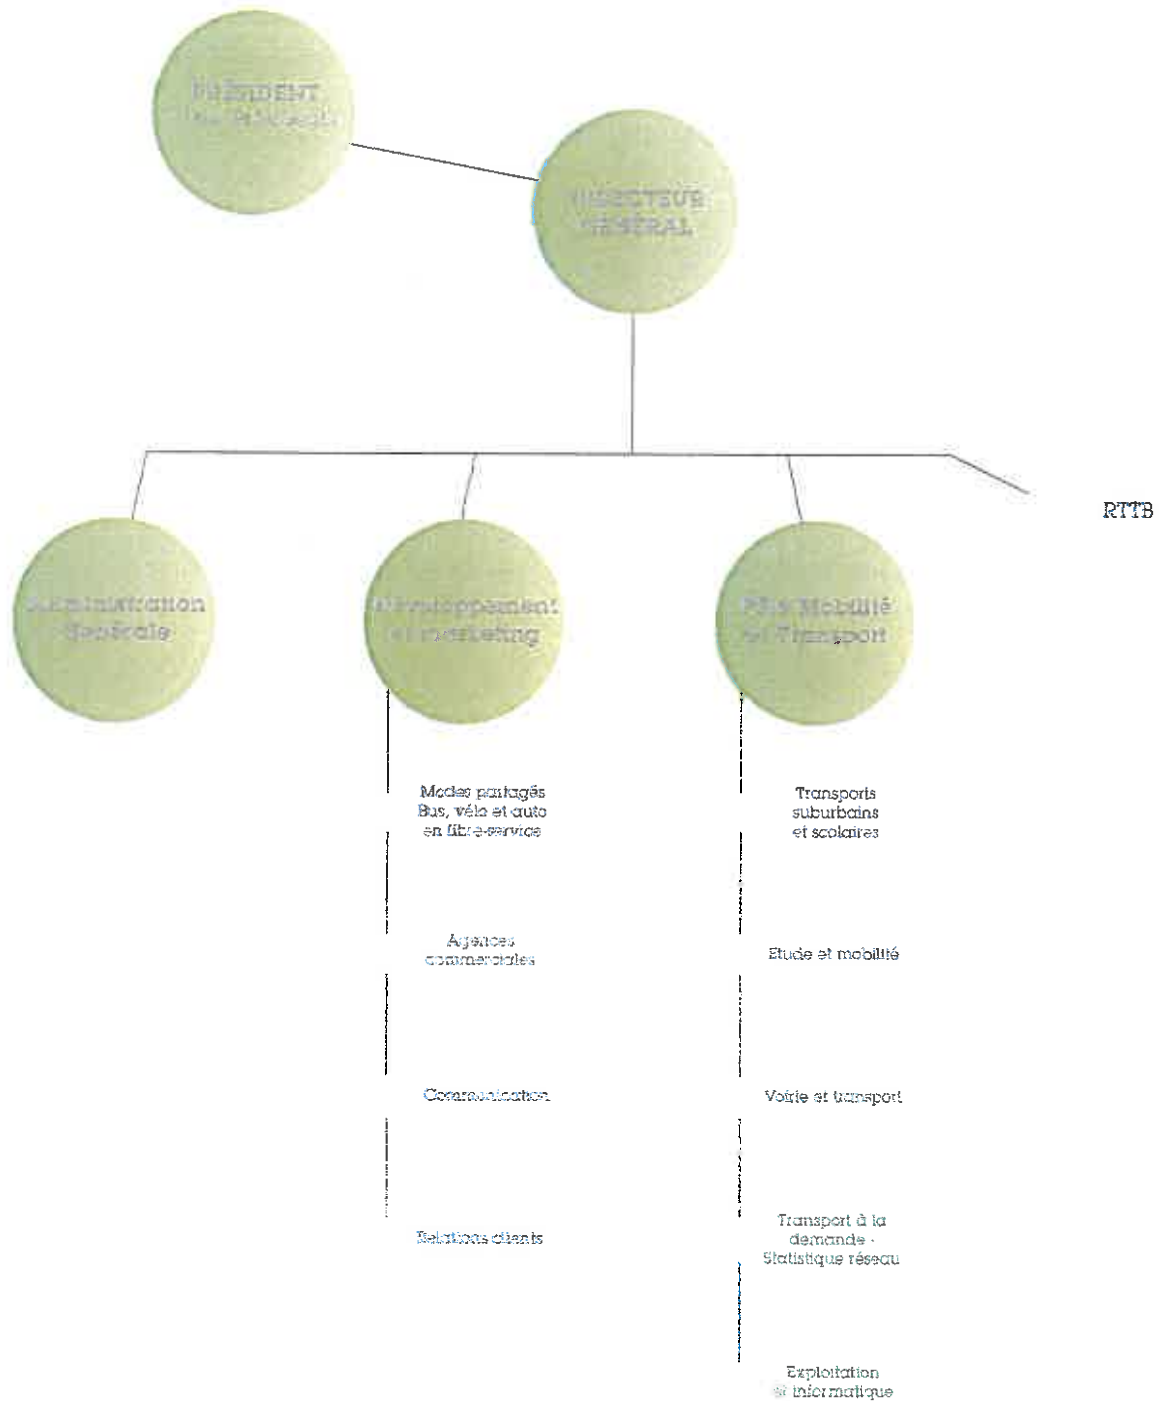 PRÉSIDENT
DIRECTEUR
GÉNÉRAL
RTTB
Administration
Générale
Développement
et marketing
Pôle Mobilité
et Transport
Modes partagés
Bus, vélo et auto
en libre-service
Transports
suburbains
et scolaires
Agences
commerciales
Etude et mobilité
Communication
Voirie et transport
Relations clients
Transport à la
demande -
Statistique réseau
Exploitation
et informatique